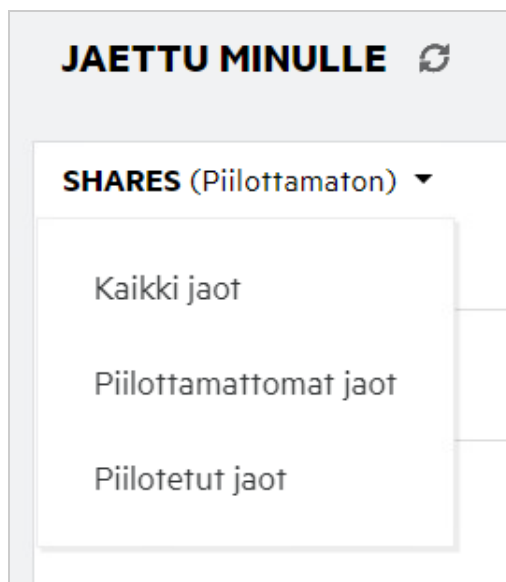 JAETTU MINULLE
SHARES (Piilottamaton)
Kaikki jaot
Piilottamattomat jaot
Piilotetut jaot